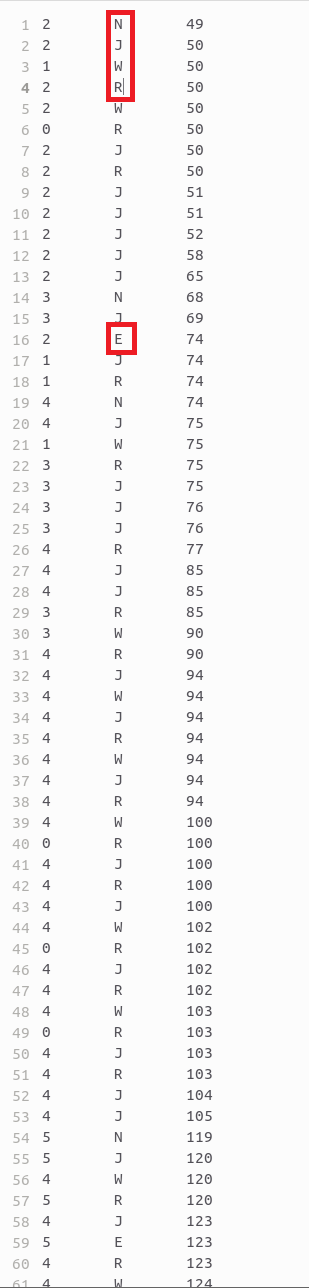 1 2 N 49
2 2 J 50
3 1 W 50
4 2 R 50
5 2 W 50
6 0 R 50
7 2 J 50
8 2 R 50
9 2 J 51
10 2 J 51
11 2 J 52
12 2 J 58
13 2 J 65
14 3 N 68
15 3 J 69
16 2 E 74
17 1 J 74
18 1 R 74
19 4 N 74
20 4 J 75
21 1 W 75
22 3 R 75
23 3 J 75
24 3 J 76
25 3 J 76
26 4 R 77
27 4 J 85
28 4 J 85
29 3 R 85
30 3 W 90
31 4 R 90
32 4 J 94
33 4 W 94
34 4 J 94
35 4 R 94
36 4 W 94
37 4 J 94
38 4 R 94
39 4 W 100
40 0 R 100
41 4 J 100
42 4 R 100
43 4 J 100
44 4 W 102
45 0 R 102
46 4 J 102
47 4 R 102
48 4 W 103
49 0 R 103
50 4 J 103
51 4 R 103
52 4 J 104
53 4 J 105
54 5 N 119
55 5 J 120
56 4 W 120
57 5 R 120
58 4 J 123
59 5 E 123
60 4 R 123
61 4 W 124